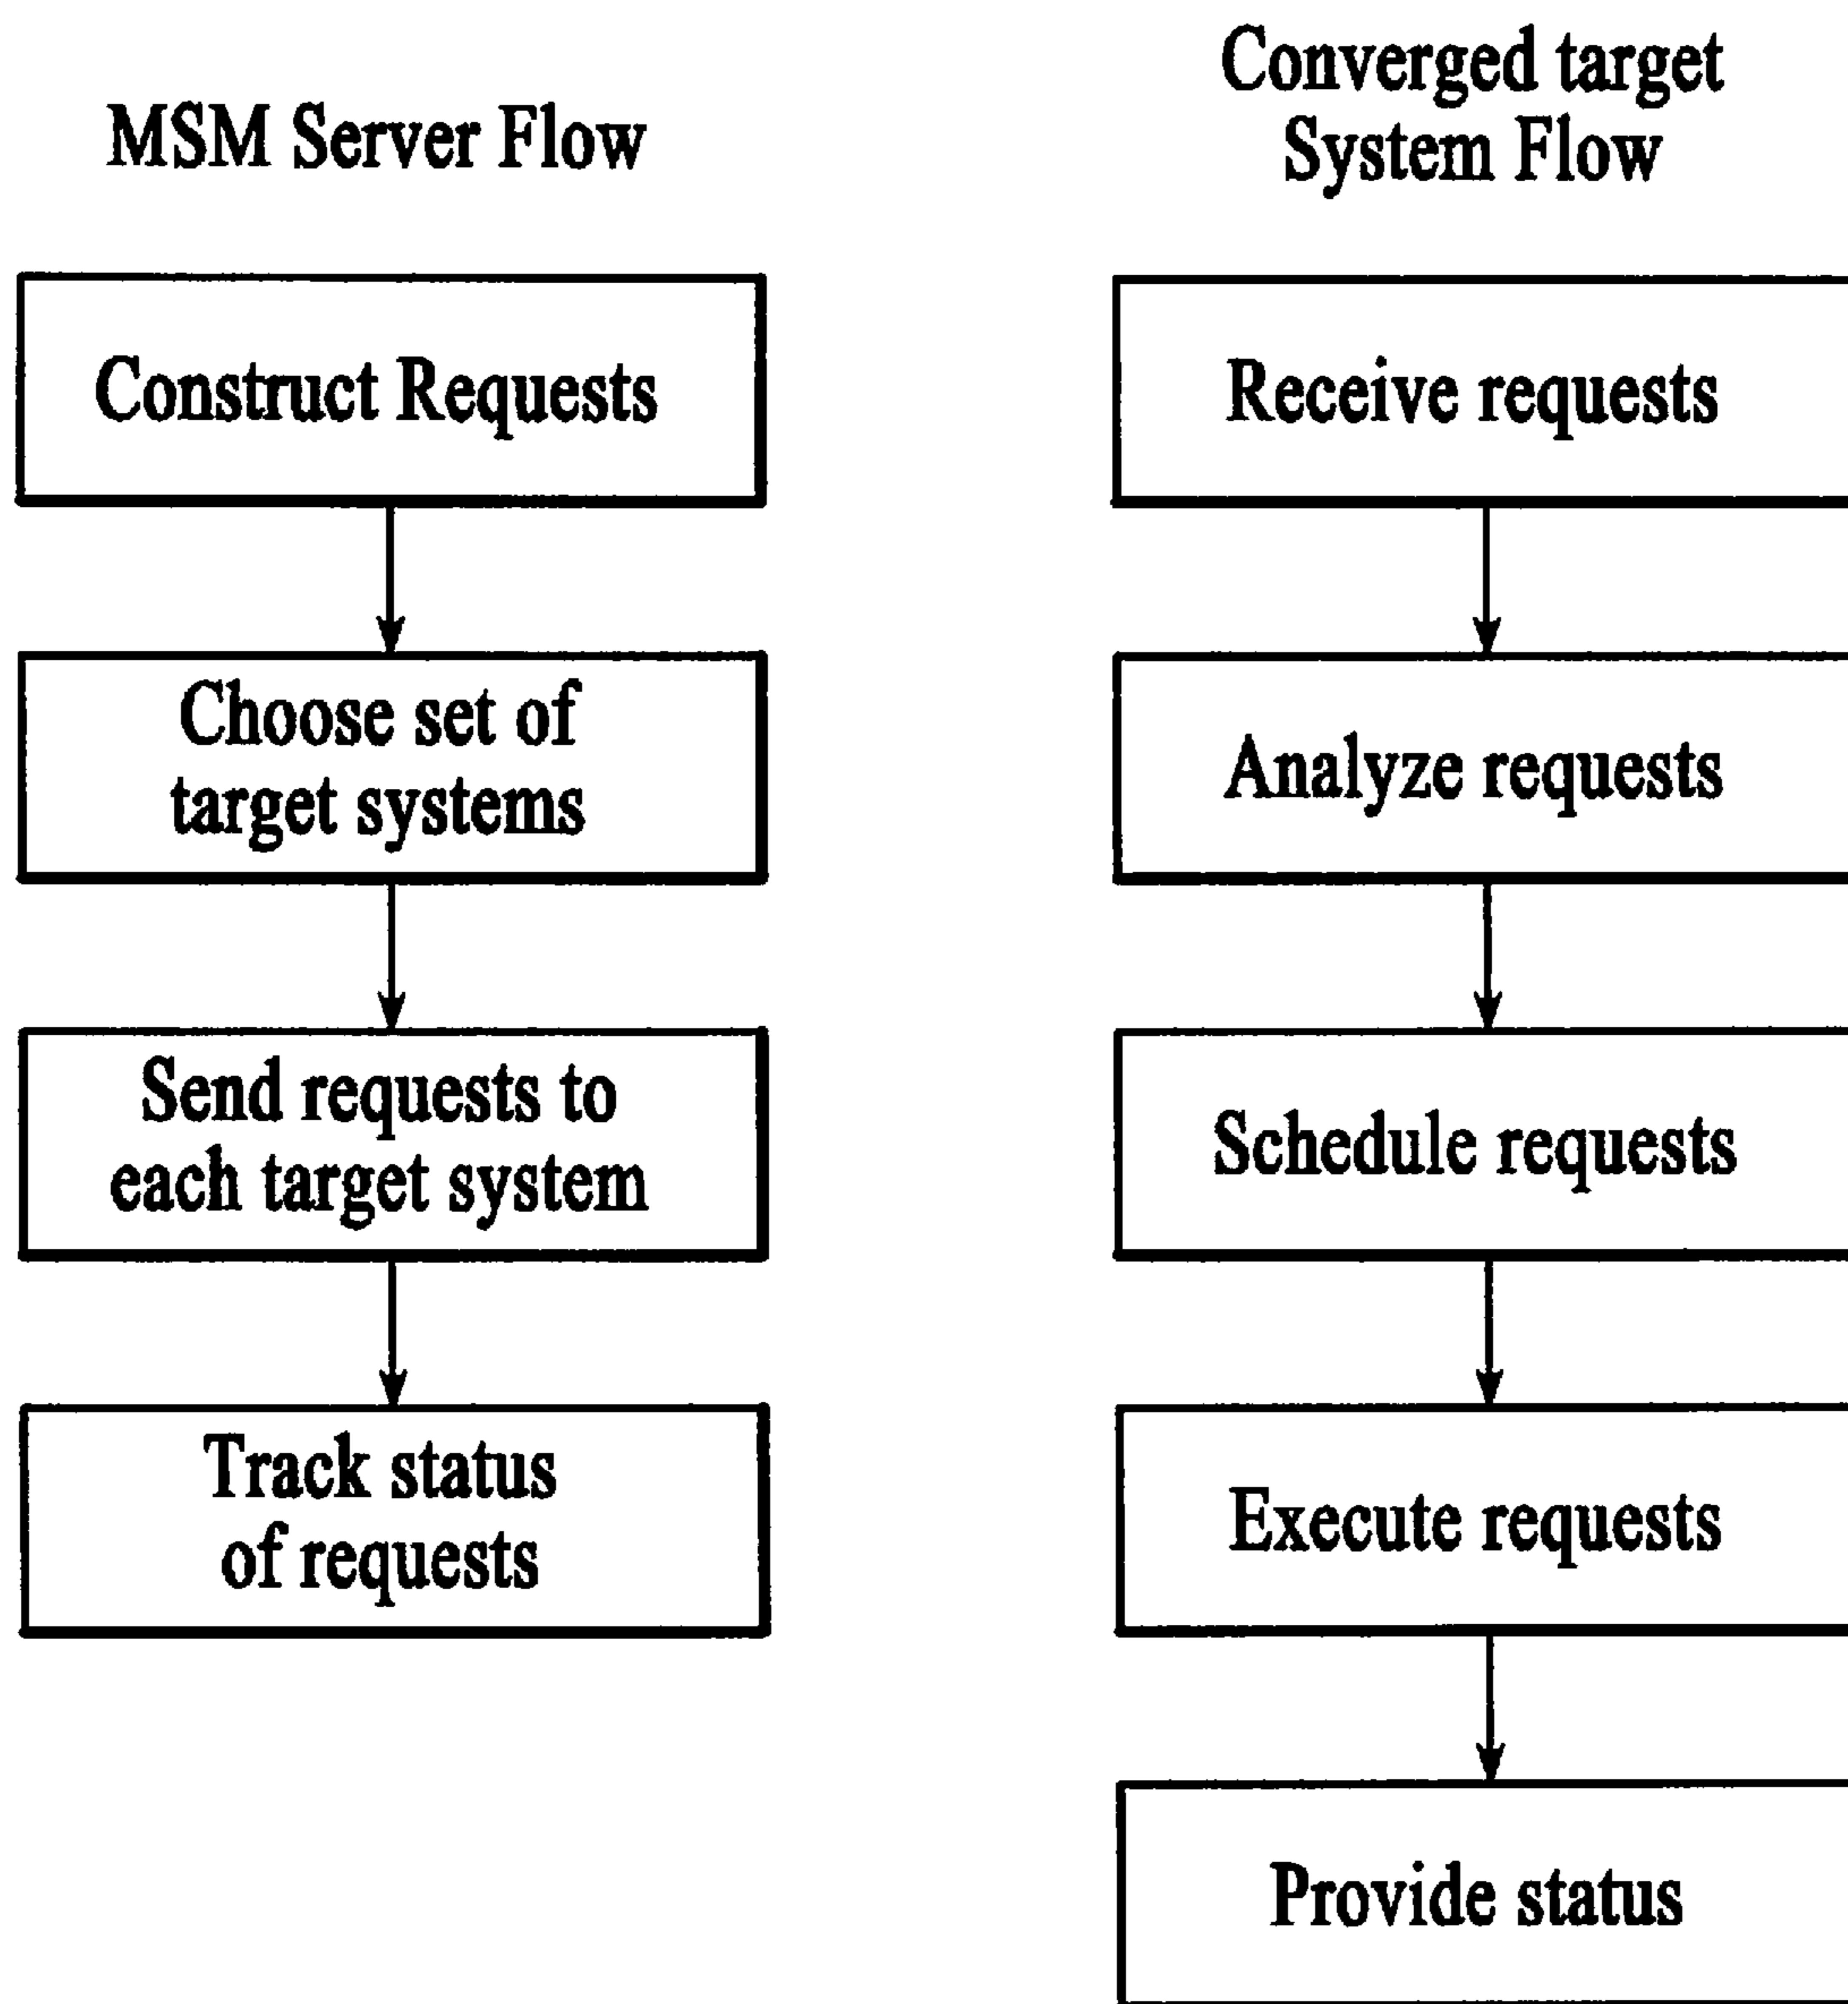 MSM Server Flow
Construct Requests
Choose set of
target systems
Send requests to
each target system
Track status
of requests
Converged target
System Flow
Receive requests
Analyze requests
Schedule requests
Execute requests
Provide status